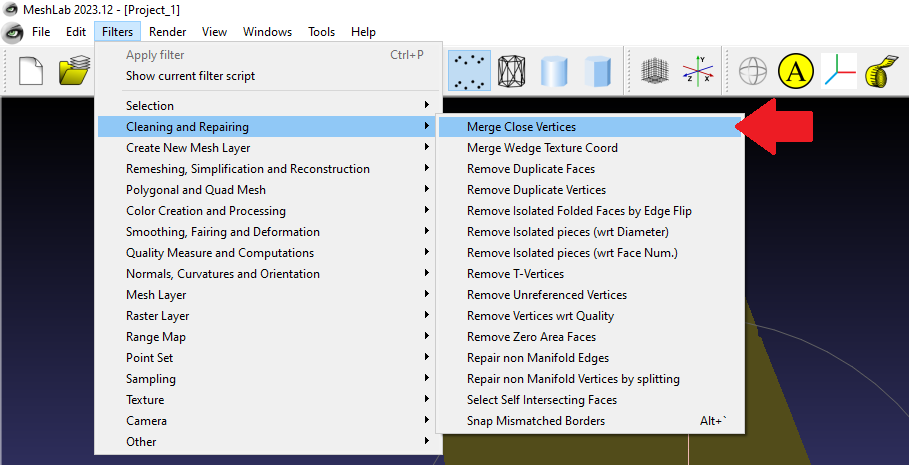 MeshLab 2023.12 - [Project_1]
File Edit Filters Render View Windows Tools Help
Apply filter Ctrl+P
Show current filter script
Selection
Cleaning and Repairing
Create New Mesh Layer
Remeshing, Simplification and Reconstruction
Polygonal and Quad Mesh
Color Creation and Processing
Smoothing, Fairing and Deformation
Quality Measure and Computations
Normals, Curvatures and Orientation
Mesh Layer
Raster Layer
Range Map
Point Set
Sampling
Texture
Camera
Other
Merge Close Vertices
Merge Wedge Texture Coord
Remove Duplicate Faces
Remove Duplicate Vertices
Remove Isolated Folded Faces by Edge Flip
Remove Isolated pieces (wrt Diameter)
Remove Isolated pieces (wrt Face Num.)
Remove T-Vertices
Remove Unreferenced Vertices
Remove Vertices wrt Quality
Remove Zero Area Faces
Repair non Manifold Edges
Repair non Manifold Vertices by splitting
Select Self Intersecting Faces
Snap Mismatched Borders Alt+`
Y
Z X
A